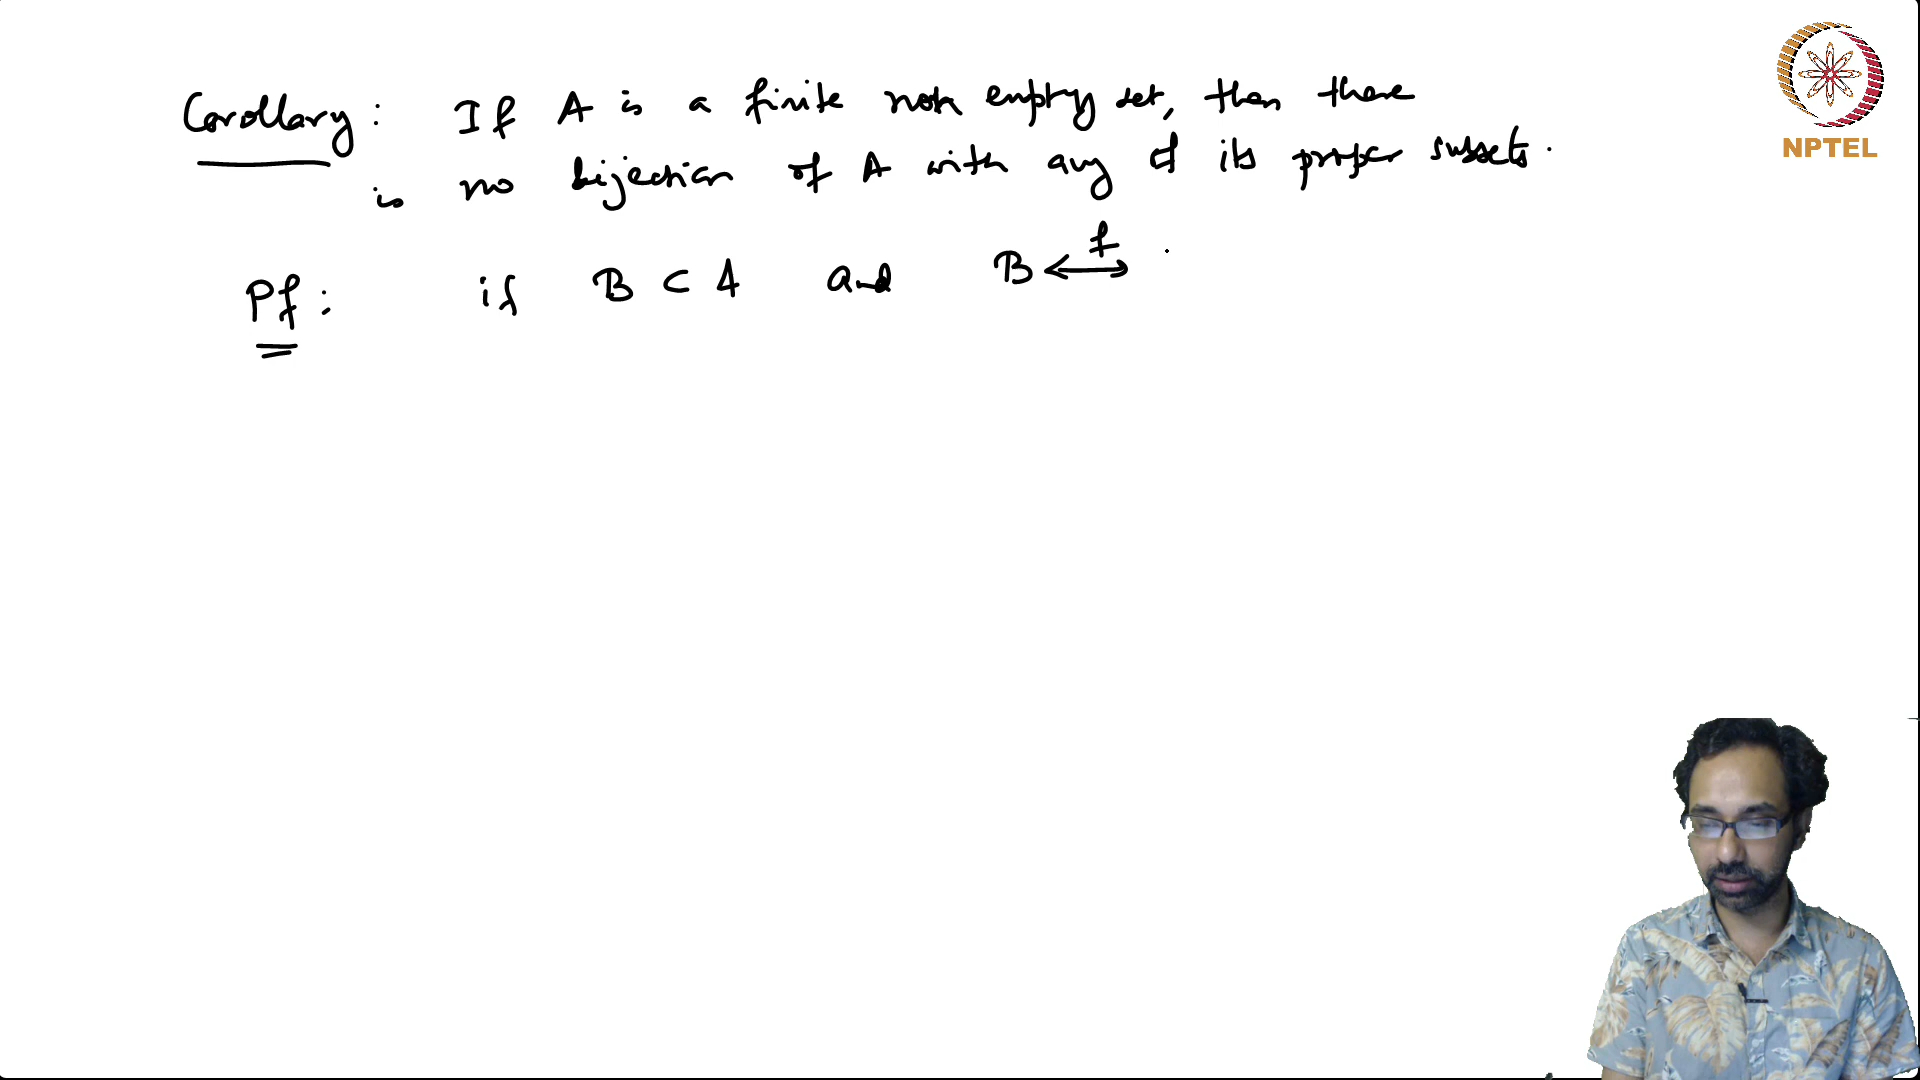 NPTEL
Corollary: If A is a finite non empty set, then there
is no bijection of A with any of its proper subsets.
Pf: if B ⊂ A and B ⟷ f